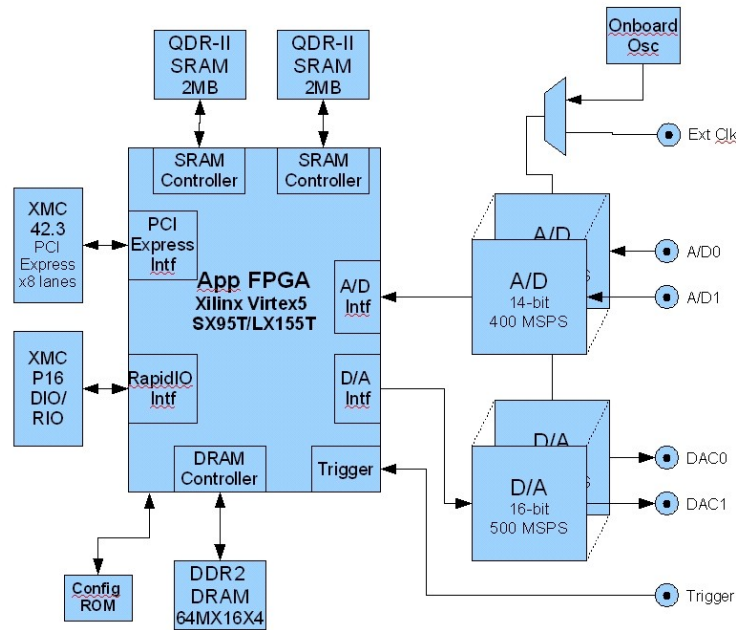 QDR-II
SRAM
2MB
QDR-II
SRAM
2MB
Onboard
Osc
Ext Clk
SRAM
Controller
SRAM
Controller
XMC
42.3
PCI
Express
x8 lanes
PCI
Express
Intf
App FPGA
Xilinx Virtex5
SX95T/LX155T
A/D
Intf
A/D
A/D
14-bit
400 MSPS
A/D0
A/D1
XMC
P16
DIO/
RIO
RapidIO
Intf
D/A
Intf
DRAM
Controller
Trigger
D/A
D/A
16-bit
500 MSPS
DAC0
DAC1
Config
ROM
DDR2
DRAM
64MX16X4
Trigger